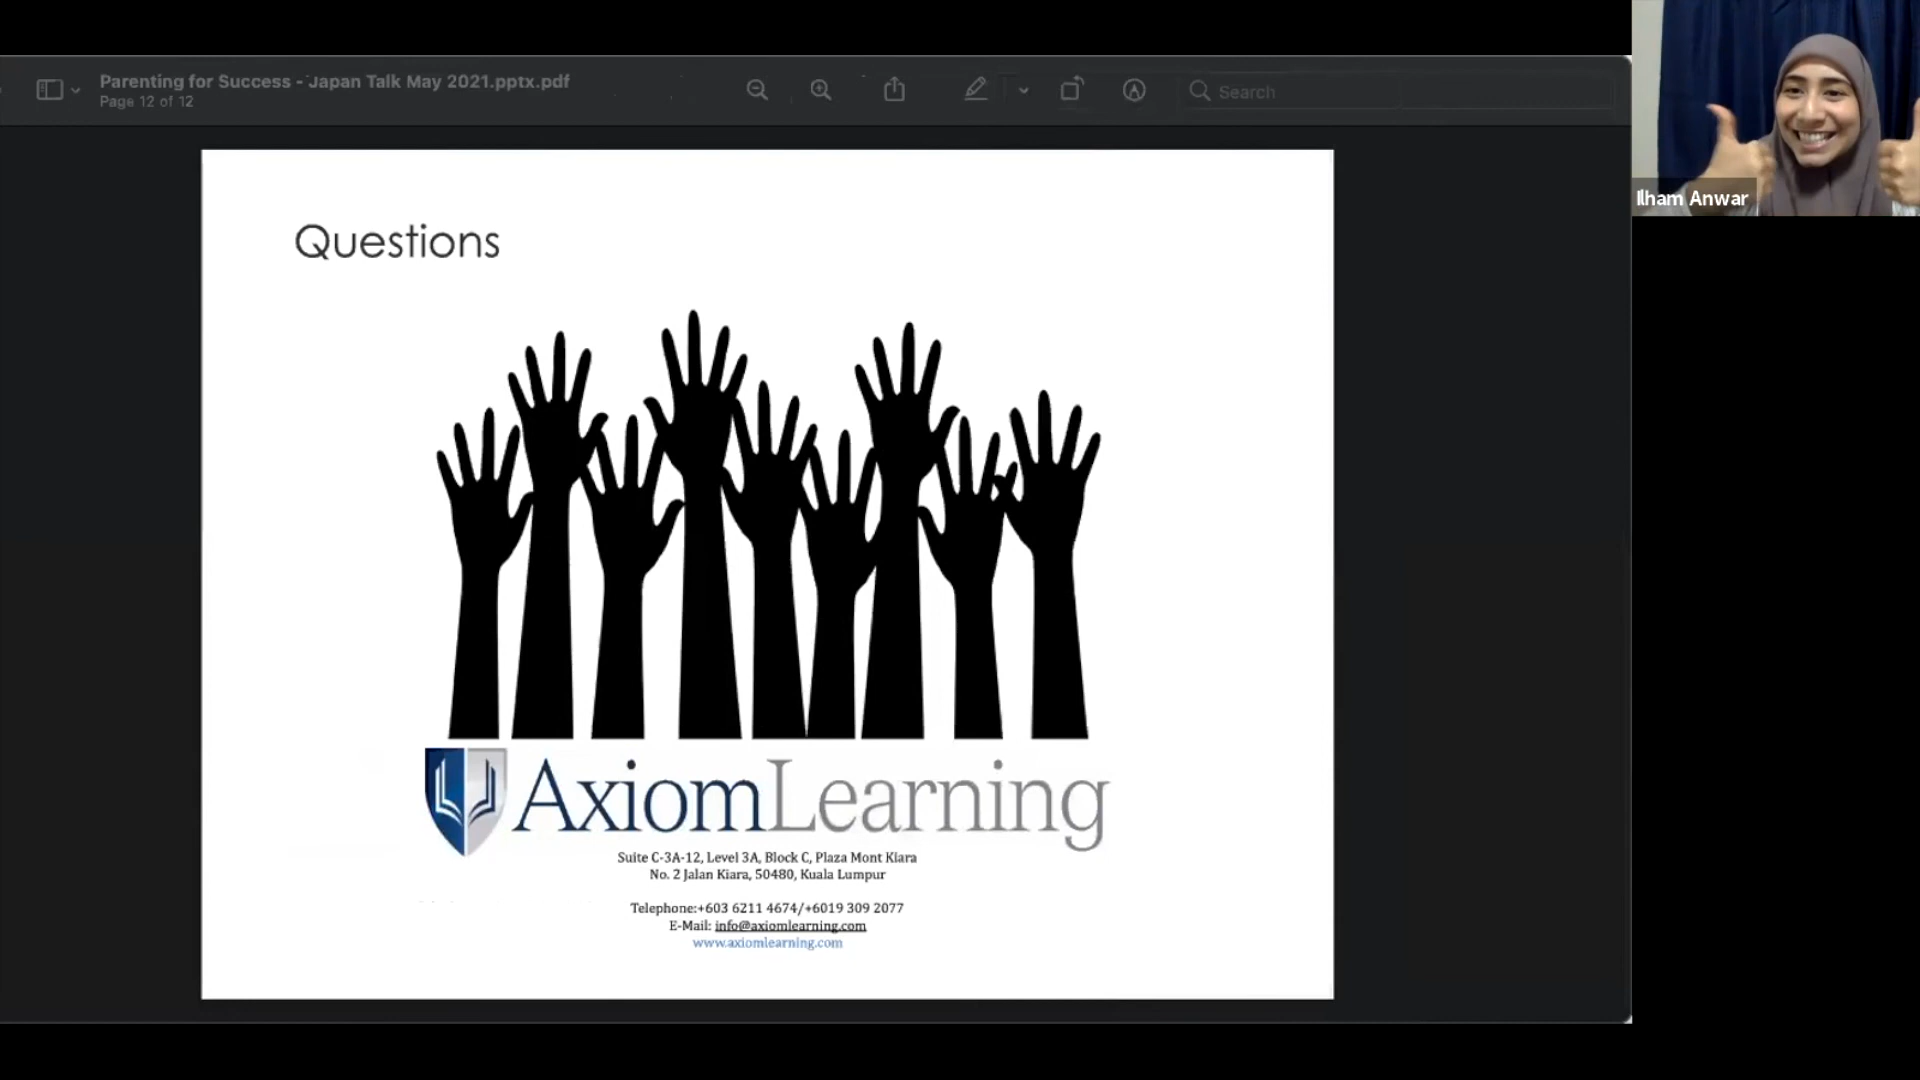 Parenting for Success - Japan Talk May 2021.pptx.pdf
Page 12 of 12
Search
Ilham Anwar
Questions
AxiomLearning
Suite C-3A-12, Level 3A, Block C, Plaza Mont Kiara
No. 2 Jalan Kiara, 50480, Kuala Lumpur
Telephone:+603 6211 4674/+6019 309 2077
E-Mail: info@axiomlearning.com
www.axiomlearning.com